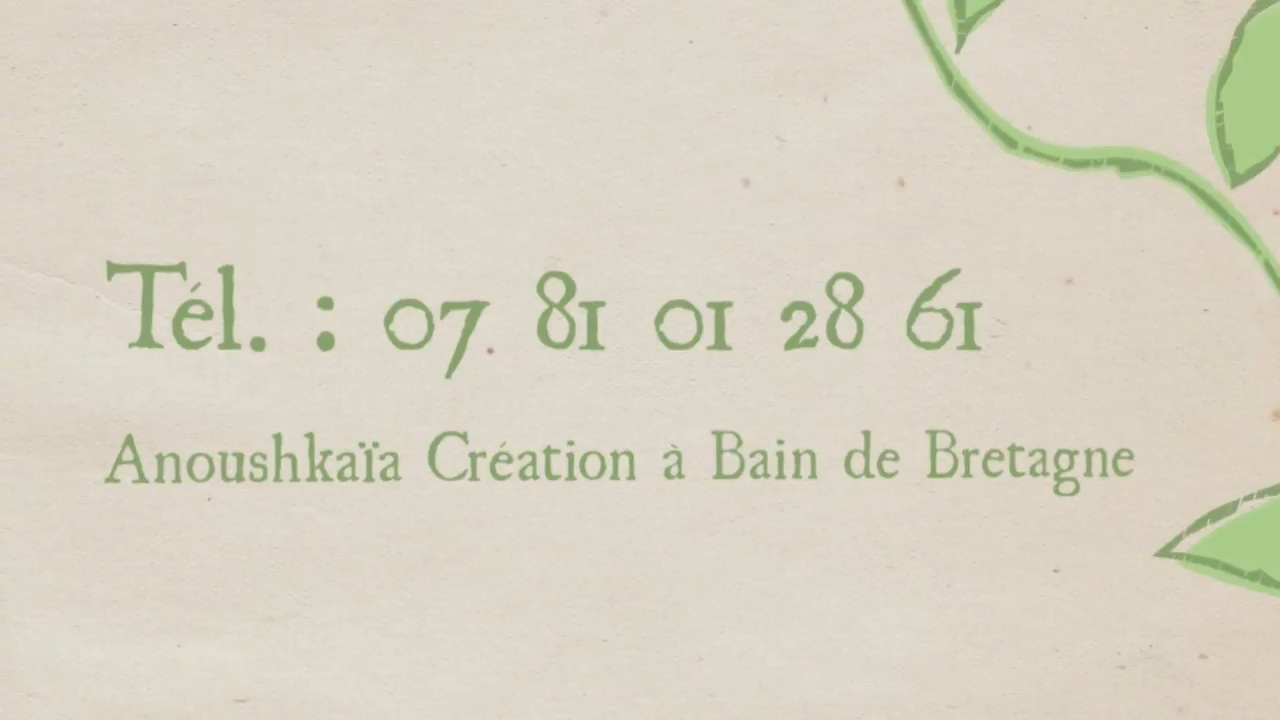 Tél. : 07 81 01 28 61
Anoushkaïa Création à Bain de Bretagne